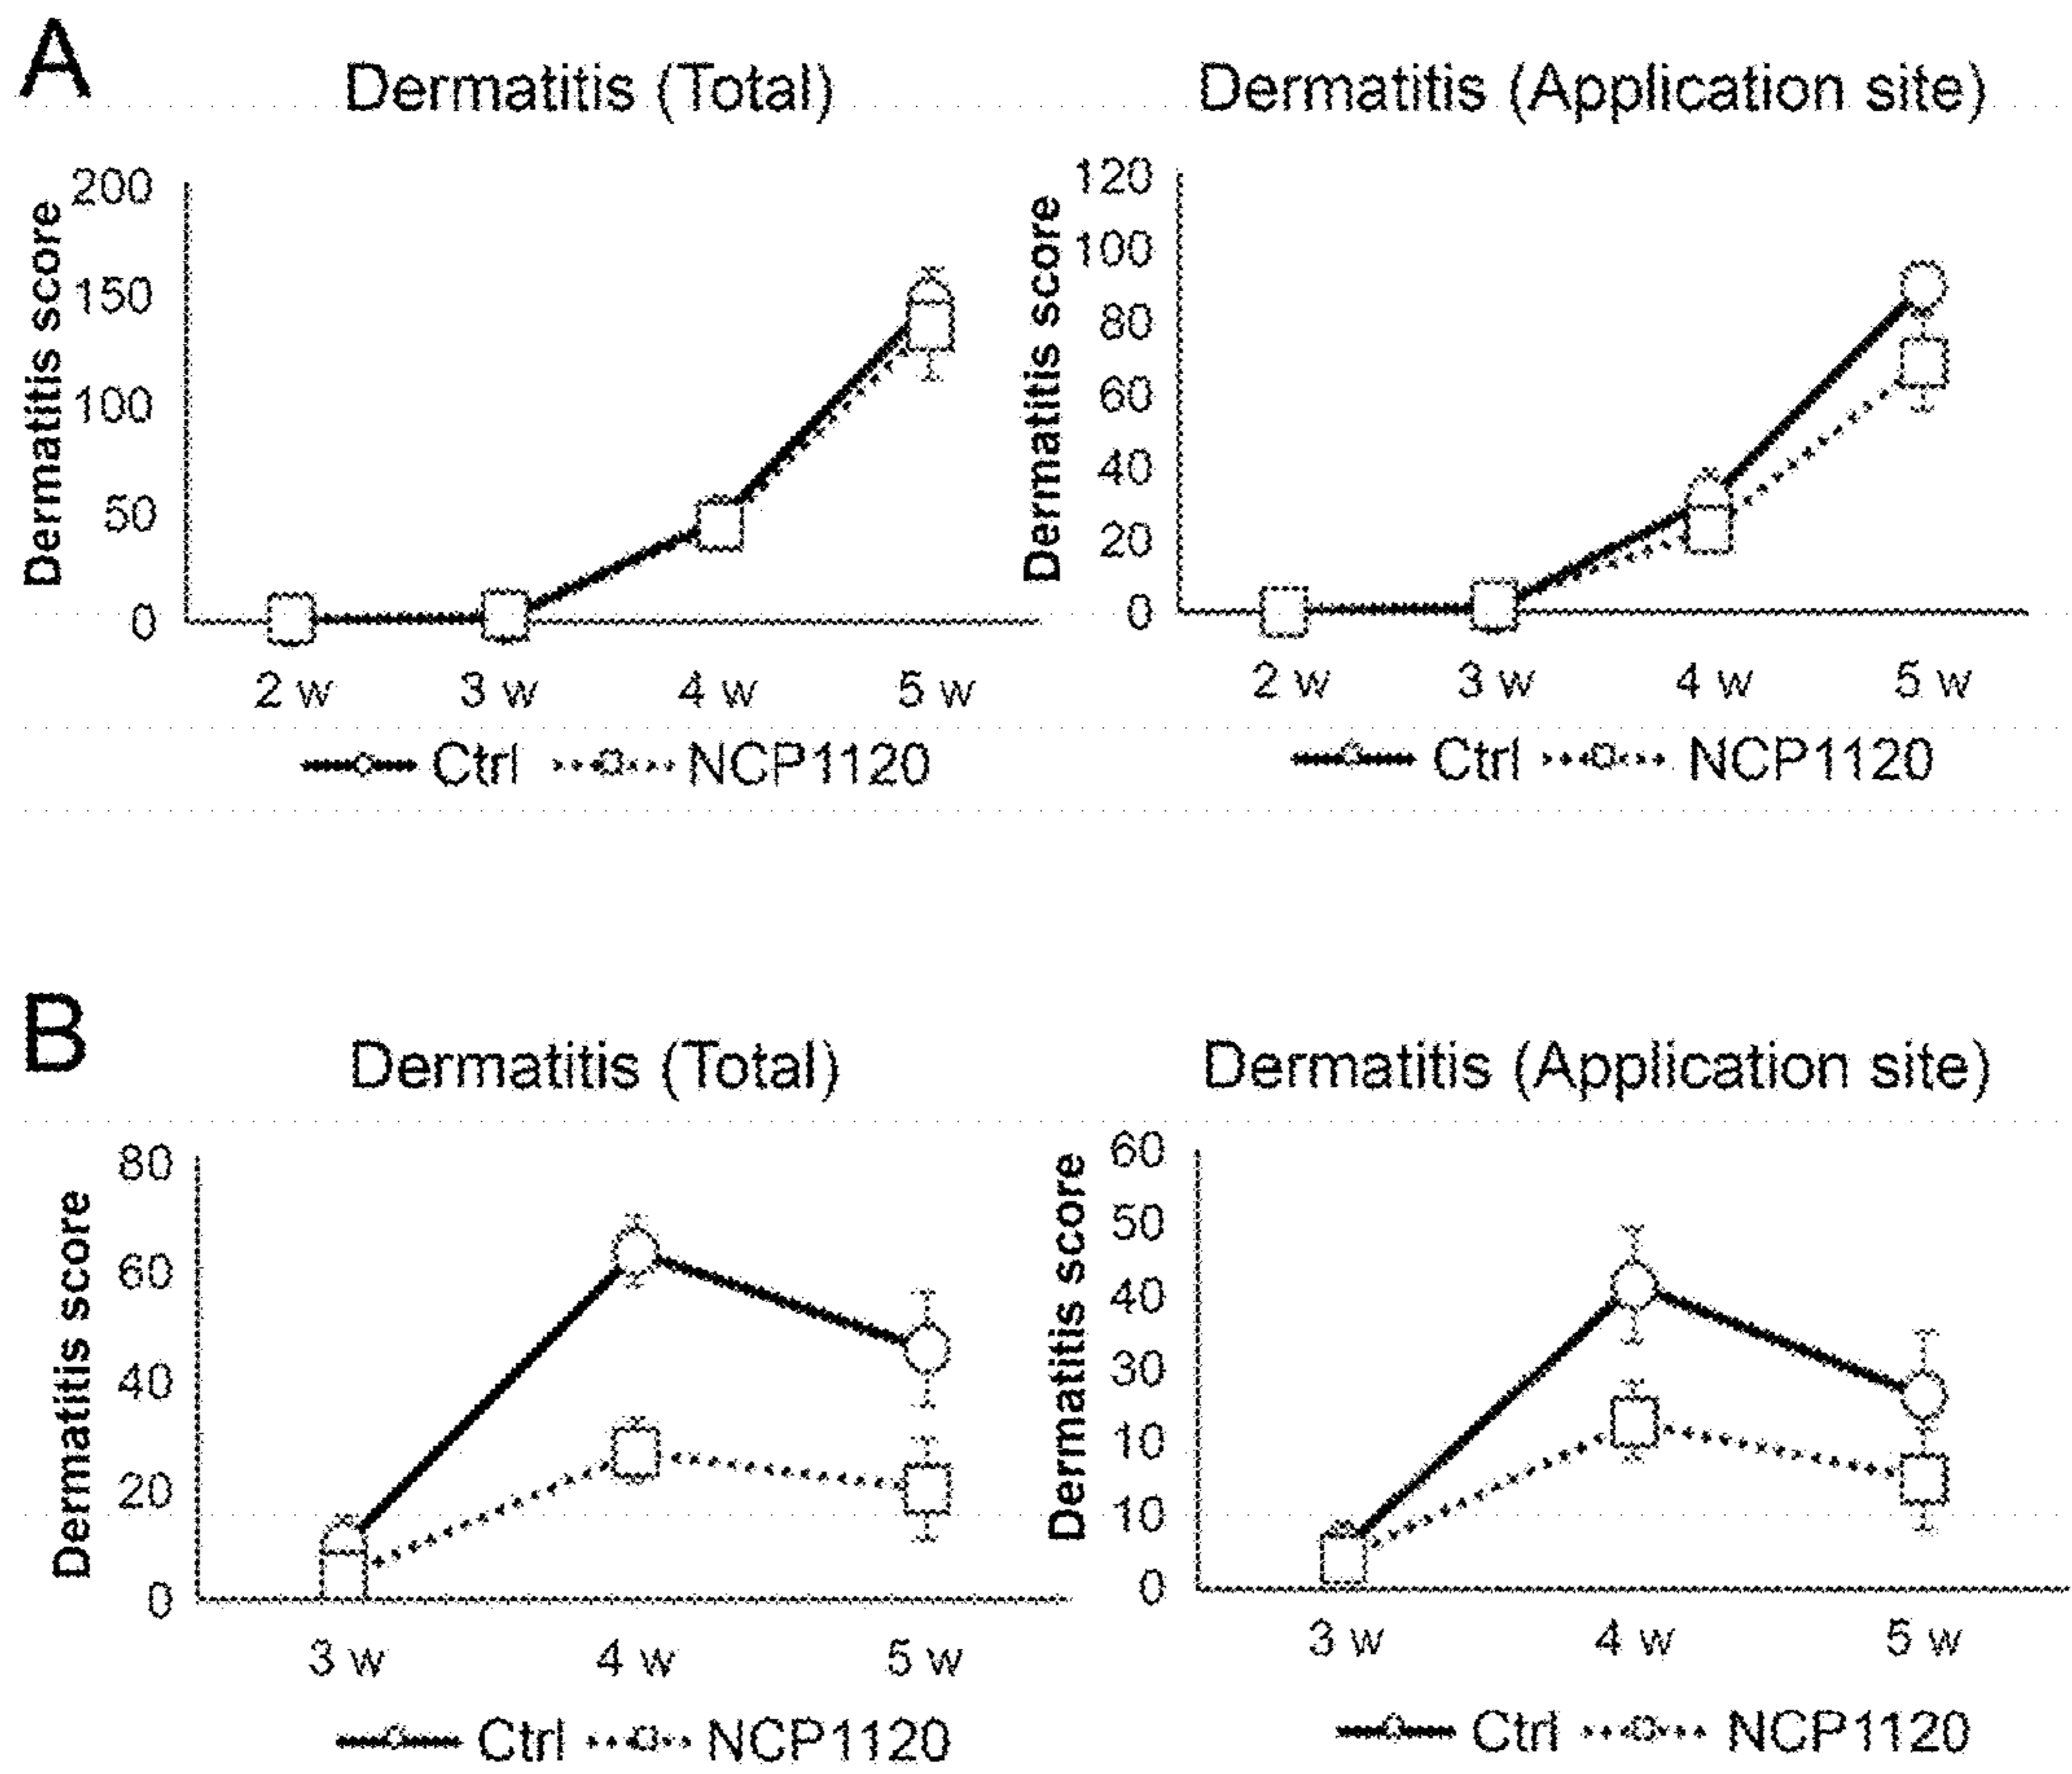 A
Dermatitis (Total)
Dermatitis score
200
150
100
50
0
2 w 3 w 4 w 5 w
Ctrl NCP1120
Dermatitis (Application site)
Dermatitis score
120
100
80
60
40
20
0
2 w 3 w 4 w 5 w
Ctrl NCP1120
B
Dermatitis (Total)
Dermatitis score
80
60
40
20
0
3 w 4 w 5 w
Ctrl NCP1120
Dermatitis (Application site)
Dermatitis score
60
50
40
30
10
10
0
3 w 4 w 5 w
Ctrl NCP1120